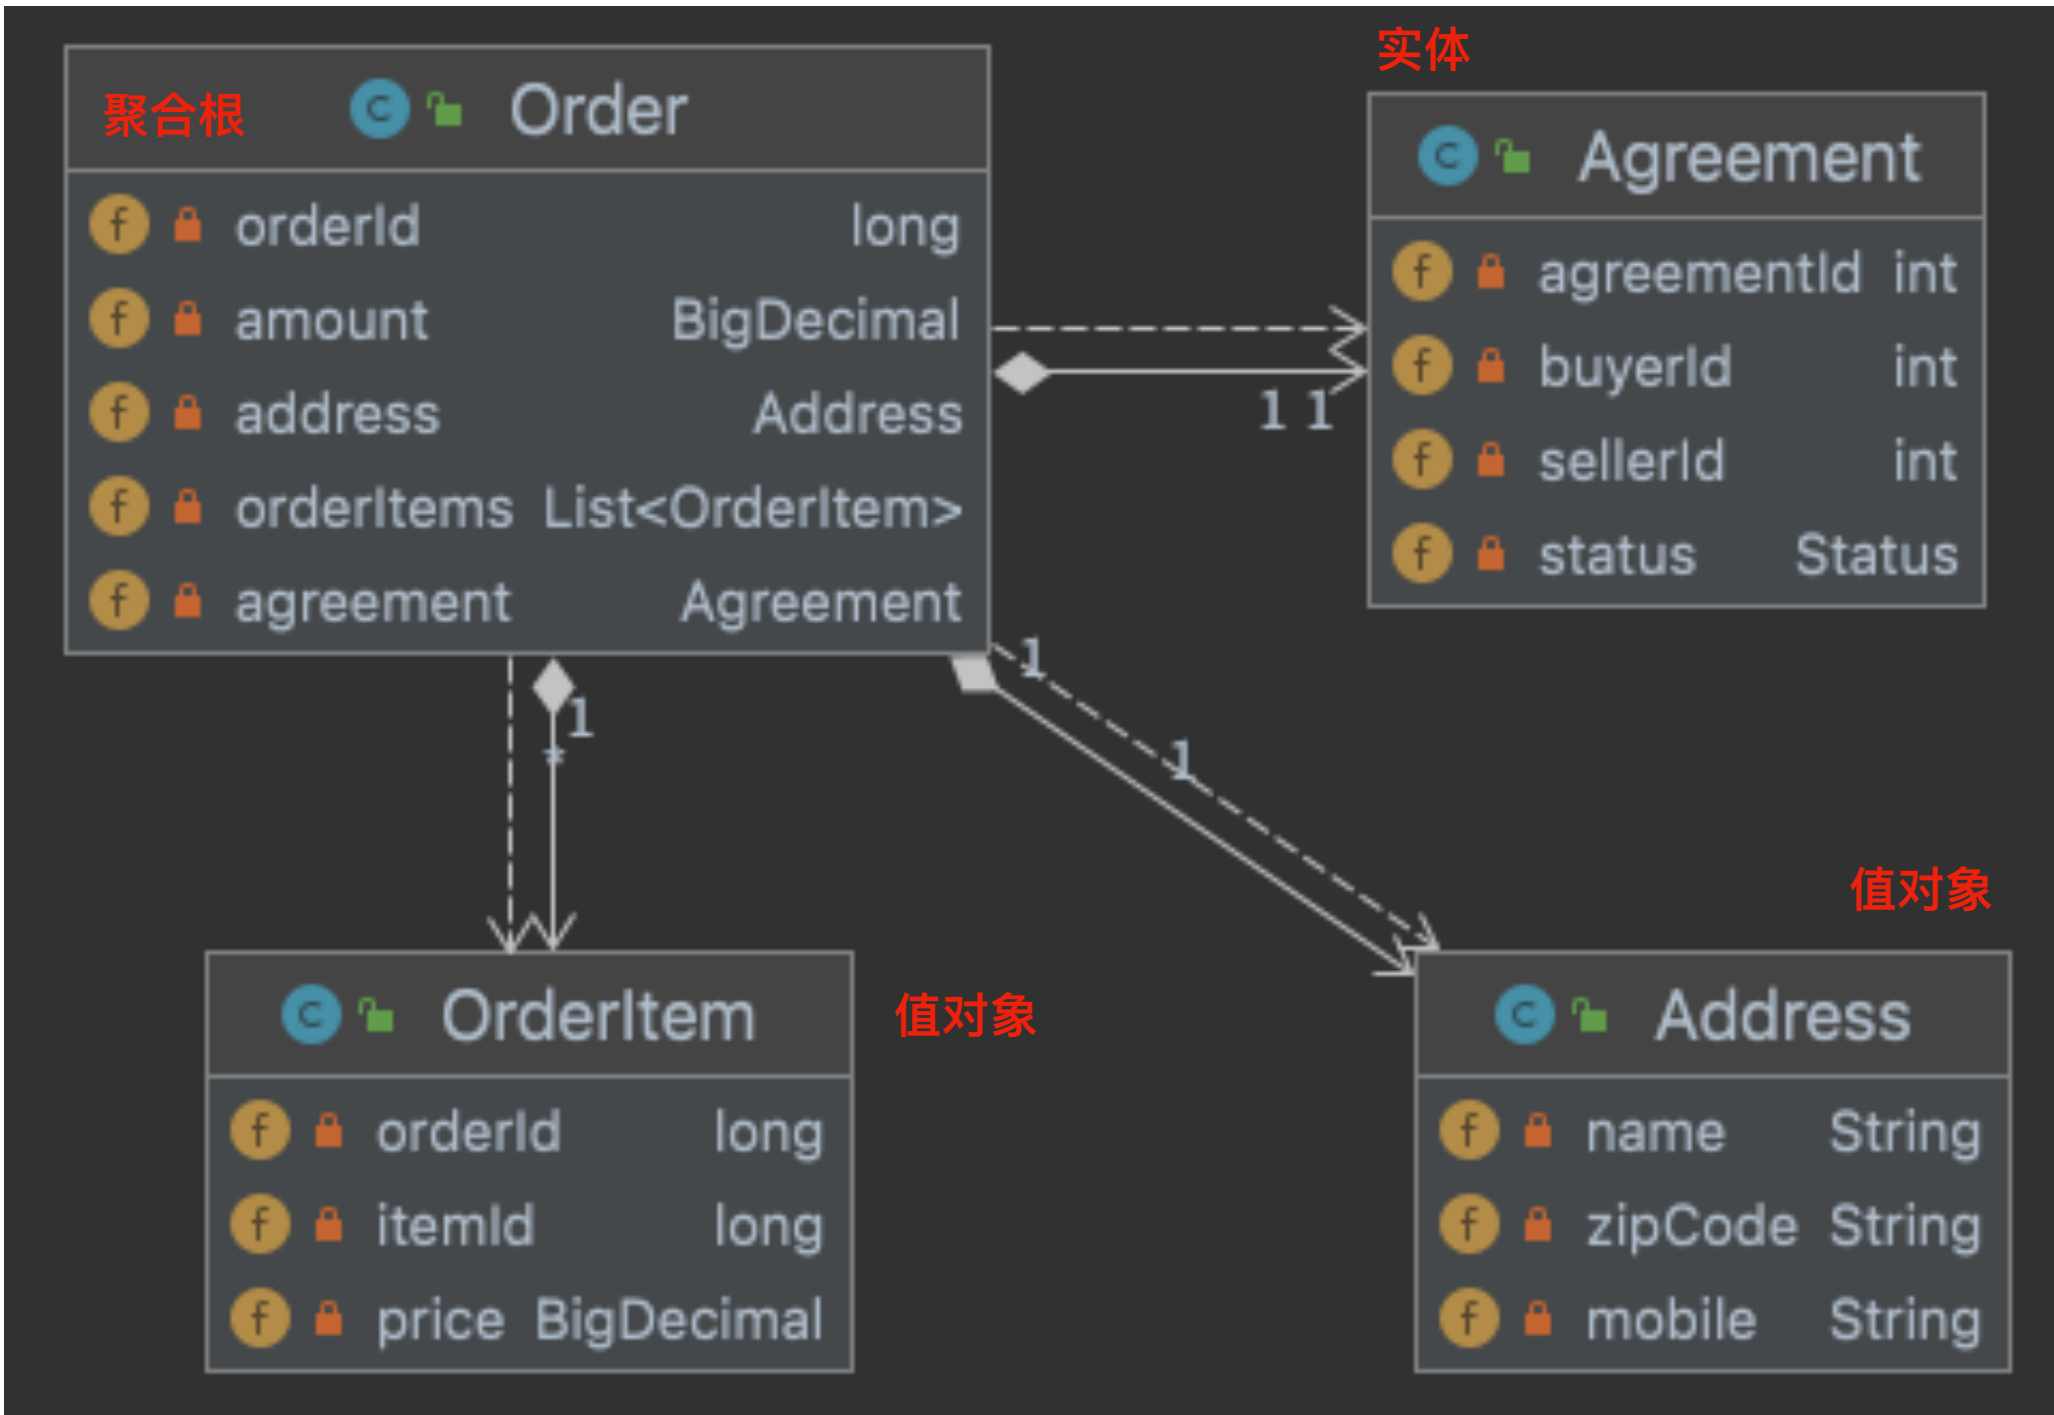 聚合根 Order
orderId long
amount BigDecimal
address Address
orderItems List<OrderItem>
agreement Agreement
实体
Agreement
agreementId int
buyerId int
sellerId int
status Status
1 1
1
*
1
1
OrderItem
orderId long
itemId long
price BigDecimal
值对象
值对象
Address
name String
zipCode String
mobile String